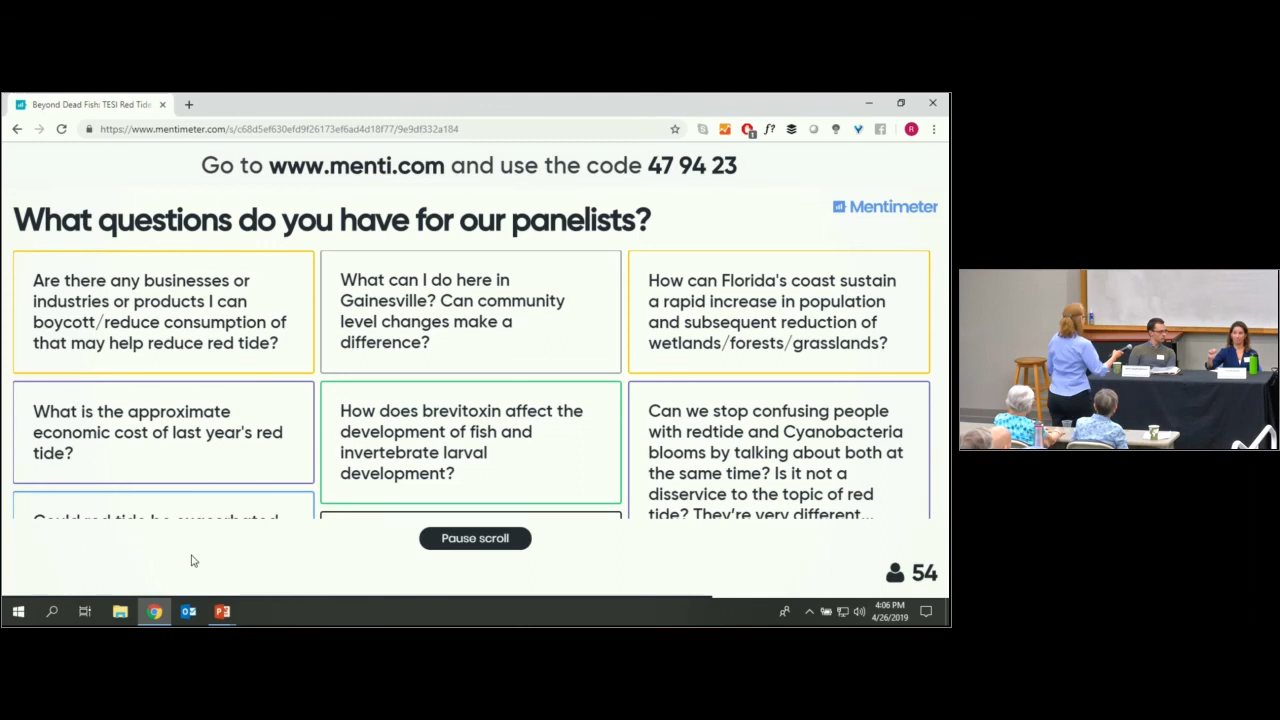 Beyond Dead Fish: TESI Red Tide
https://www.mentimeter.com/s/c68d5ef630efd9f26173ef6ad4d18f77/9e9df332a184
Go to www.menti.com and use the code 47 94 23
What questions do you have for our panelists?
Mentimeter
Are there any businesses or
industries or products I can
boycott/reduce consumption of
that may help reduce red tide?
What can I do here in
Gainesville? Can community
level changes make a
difference?
How can Florida's coast sustain
a rapid increase in population
and subsequent reduction of
wetlands/forests/grasslands?
What is the approximate
economic cost of last year's red
tide?
How does brevitoxin affect the
development of fish and
invertebrate larval
development?
Can we stop confusing people
with redtide and Cyanobacteria
blooms by talking about both at
the same time? Is it not a
disservice to the topic of red
tide? They're very different...
Could red tide be exacerbated
Pause scroll
54
4:06 PM
4/26/2019